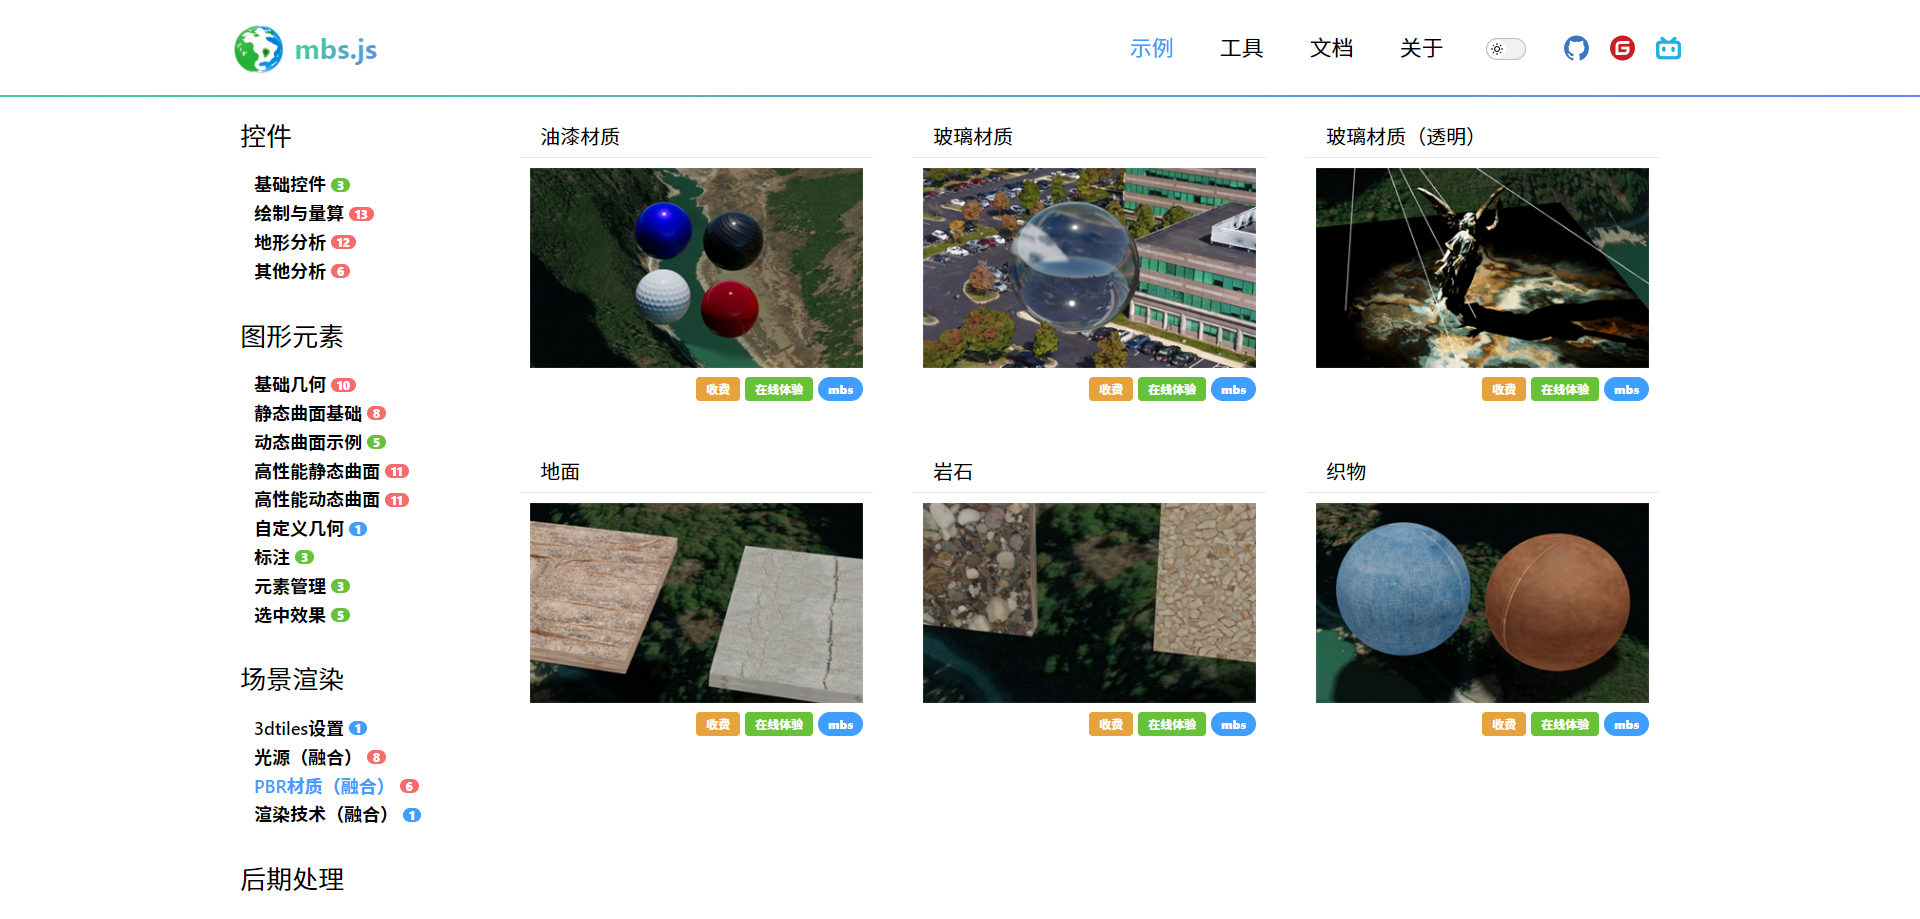 mbs.js
示例
工具
文档
关于
控件
基础控件 3
绘制与量算 13
地形分析 12
其他分析 6
图形元素
基础几何 10
静态曲面基础 8
动态曲面示例 5
高性能静态曲面 11
高性能动态曲面 11
自定义几何 1
标注 3
元素管理 3
选中效果 5
场景渲染
3dtiles设置 1
光源（融合） 8
PBR材质（融合） 6
渲染技术（融合） 1
后期处理
油漆材质
收费 在线体验 mbs
玻璃材质
收费 在线体验 mbs
玻璃材质（透明）
收费 在线体验 mbs
地面
收费 在线体验 mbs
岩石
收费 在线体验 mbs
织物
收费 在线体验 mbs